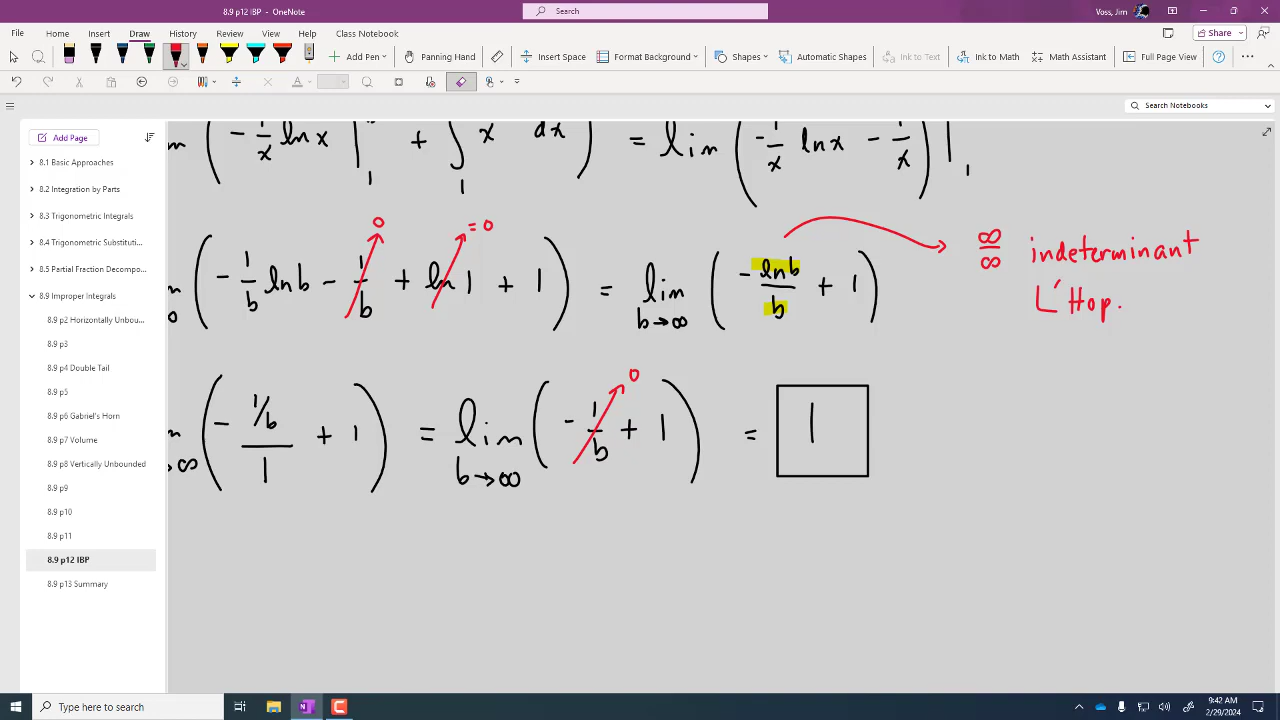 8.9 p12 IBP - OneNote
Search
Voss, Jim
File Home Insert Draw History Review View Help Class Notebook
Share
Add Pen
Panning Hand
Insert Space
Format Background
Shapes
Automatic Shapes
Ink to Text
Ink to Math
Math Assistant
Full Page View
Search Notebooks
Add Page
8.1 Basic Approaches
8.2 Integration by Parts
8.3 Trigonometric Integrals
8.4 Trigonometric Substituti...
8.5 Partial Fraction Decompo...
8.9 Improper Integrals
8.9 p2 Horizontally Unbou...
8.9 p3
8.9 p4 Double Tail
8.9 p5
8.9 p6 Gabriel's Horn
8.9 p7 Volume
8.9 p8 Vertically Unbounded
8.9 p9
8.9 p10
8.9 p11
8.9 p12 IBP
8.9 p13 Summary
(-1/x ln x |₁ + ∫₁ x dx) = lim (-1/x ln x - 1/x) |₁
(-1/b ln b - 1/b + ln 1 + 1) = lim b→∞ (-ln b/b + 1)
0
= 0
∞/∞ indeterminant
L'Hop.
∞ (- 1/b / 1 + 1) = lim b→∞ (-1/b + 1) = 1
0
Type here to search
9:42 AM
2/29/2024